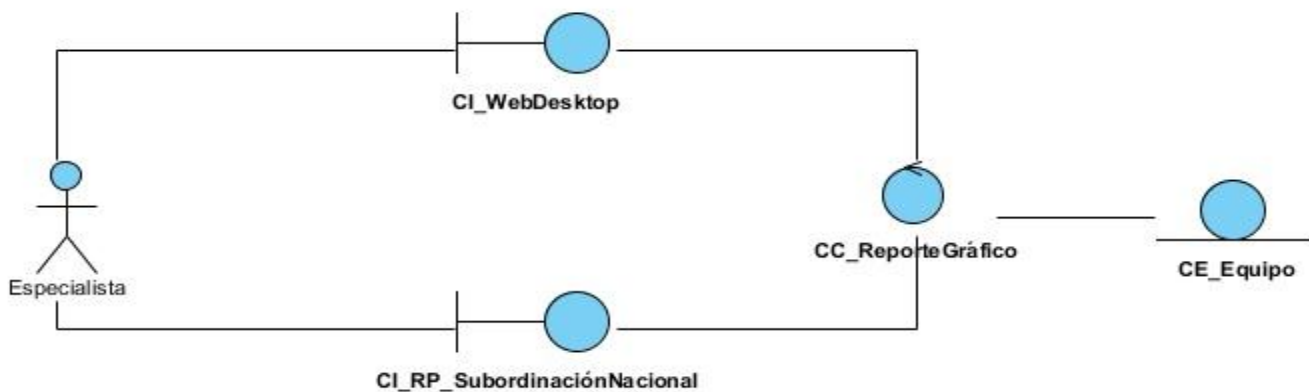 CI_WebDesktop
CC_ReporteGráfico
CE_Equipo
Especialista
CI_RP_SubordinaciónNacional